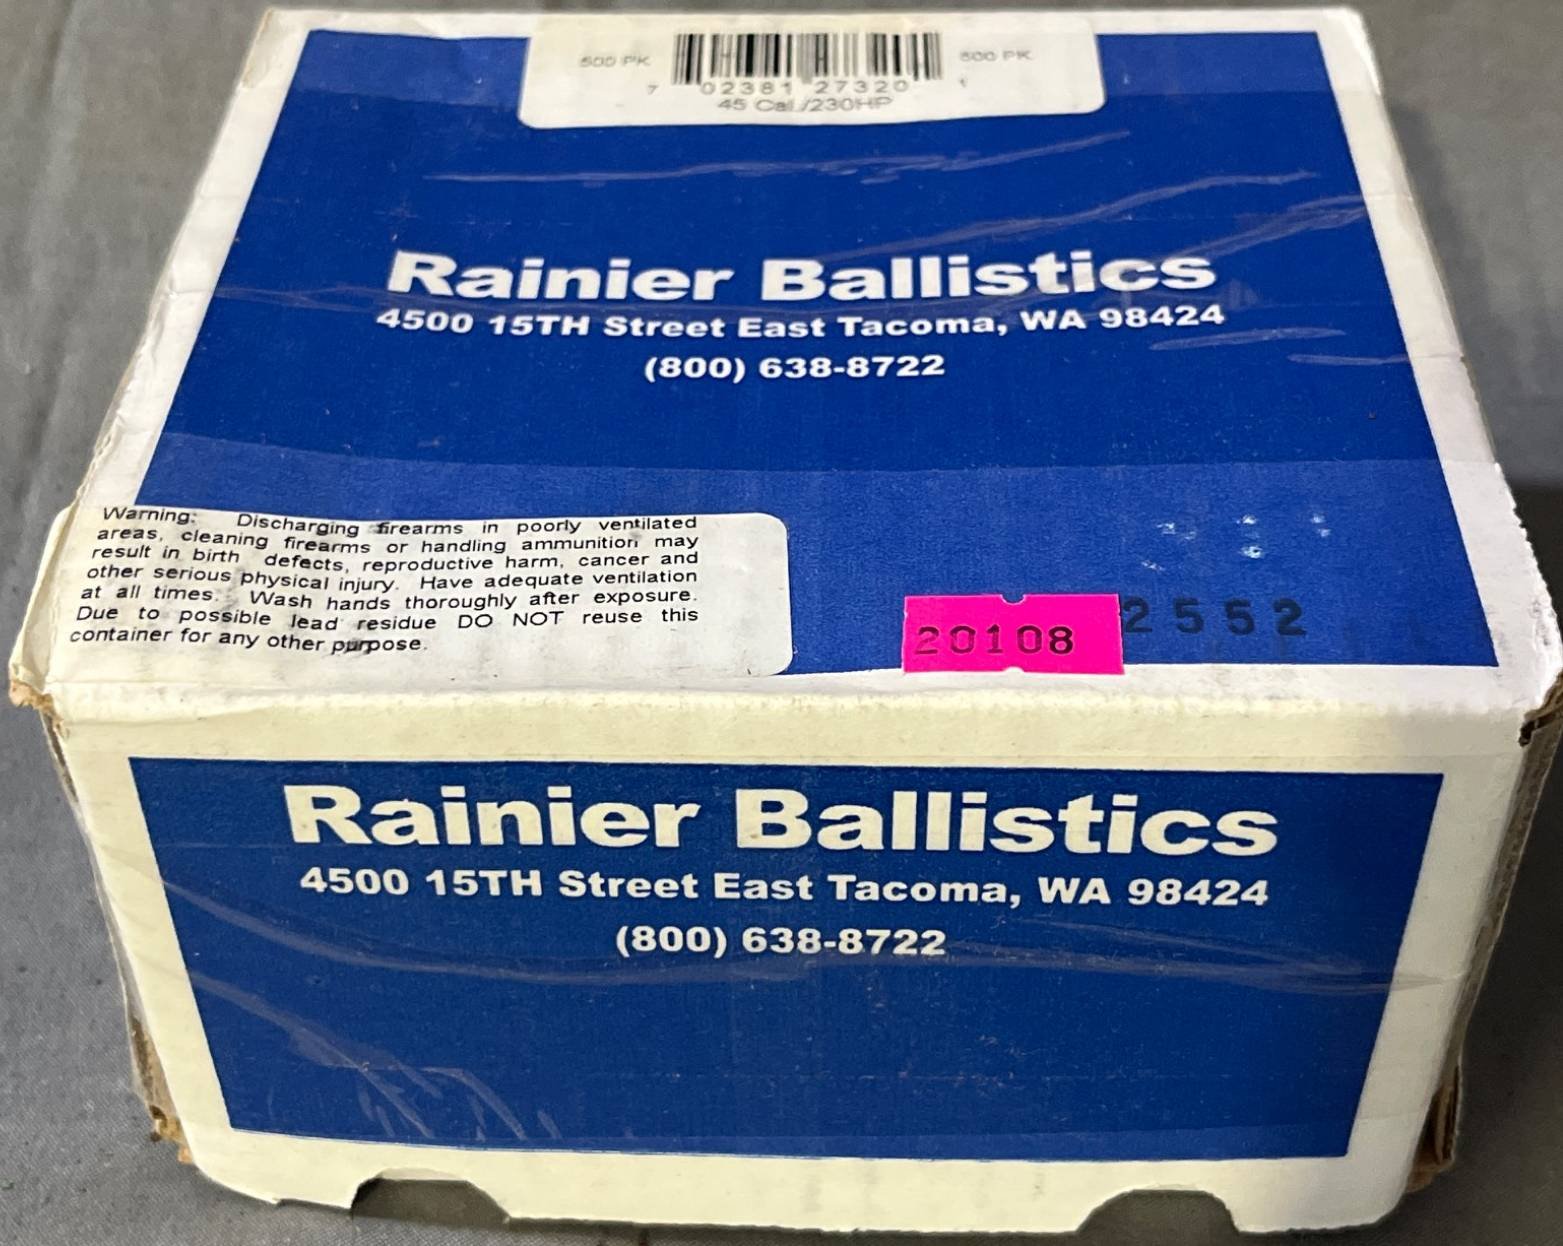 500 PK 500 PK
7 02381 27320 1
45 Cal./230HP
Rainier Ballistics
4500 15TH Street East Tacoma, WA 98424
(800) 638-8722
Warning: Discharging firearms in poorly ventilated
areas, cleaning firearms or handling ammunition may
result in birth defects, reproductive harm, cancer and
other serious physical injury. Have adequate ventilation
at all times. Wash hands thoroughly after exposure.
Due to possible lead residue DO NOT reuse this
container for any other purpose.
20108 2552
Rainier Ballistics
4500 15TH Street East Tacoma, WA 98424
(800) 638-8722